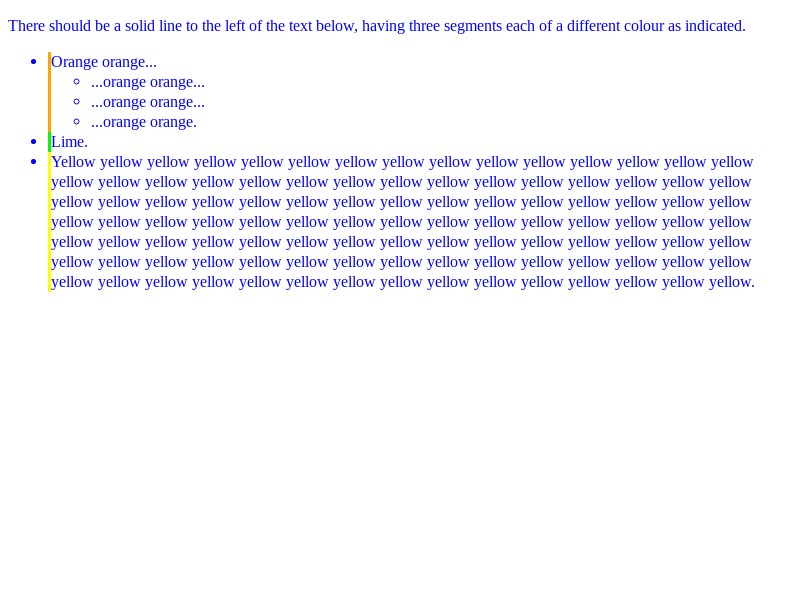 There should be a solid line to the left of the text below, having three segments each of a different colour as indicated.
Orange orange...
...orange orange...
...orange orange...
...orange orange.
Lime.
Yellow yellow yellow yellow yellow yellow yellow yellow yellow yellow yellow yellow yellow yellow yellow
yellow yellow yellow yellow yellow yellow yellow yellow yellow yellow yellow yellow yellow yellow yellow
yellow yellow yellow yellow yellow yellow yellow yellow yellow yellow yellow yellow yellow yellow yellow
yellow yellow yellow yellow yellow yellow yellow yellow yellow yellow yellow yellow yellow yellow yellow
yellow yellow yellow yellow yellow yellow yellow yellow yellow yellow yellow yellow yellow yellow yellow
yellow yellow yellow yellow yellow yellow yellow yellow yellow yellow yellow yellow yellow yellow yellow
yellow yellow yellow yellow yellow yellow yellow yellow yellow yellow yellow yellow yellow yellow yellow.